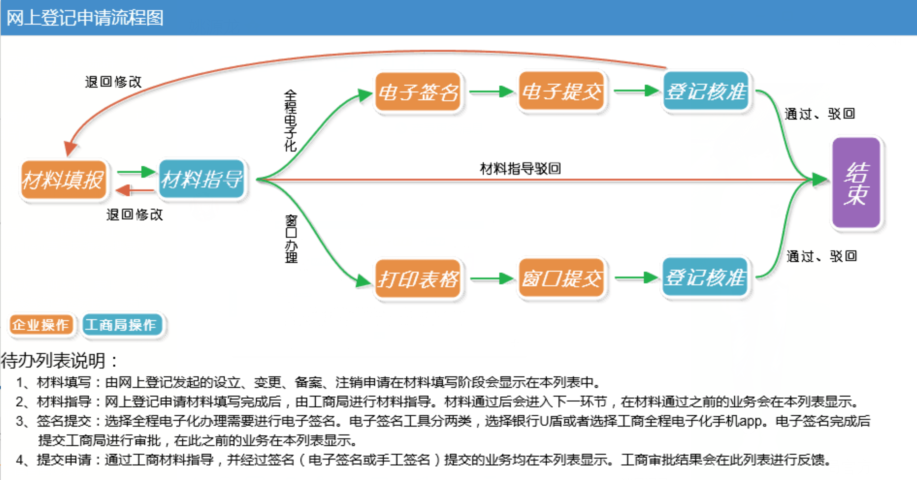 网上登记申请流程图
退回修改
全程电子化
电子签名
电子提交
登记核准
通过、驳回
材料填报
材料指导
材料指导驳回
结束
退回修改
窗口办理
打印表格
窗口提交
登记核准
通过、驳回
企业操作
工商局操作
待办列表说明：
1、材料填写：由网上登记发起的设立、变更、备案、注销申请在材料填写阶段会显示在本列表中。
2、材料指导：网上登记申请材料填写完成后，由工商局进行材料指导。材料通过后会进入下一环节，在材料通过之前的业务会在本列表显示。
3、签名提交：选择全程电子化办理需要进行电子签名。电子签名工具分两类，选择银行U盾或者选择工商全程电子化手机app。电子签名完成后
提交工商局进行审批，在此之前的业务在本列表显示。
4、提交申请：通过工商材料指导，并经过签名（电子签名或手工签名）提交的业务均在本列表显示。工商审批结果会在此列表进行反馈。